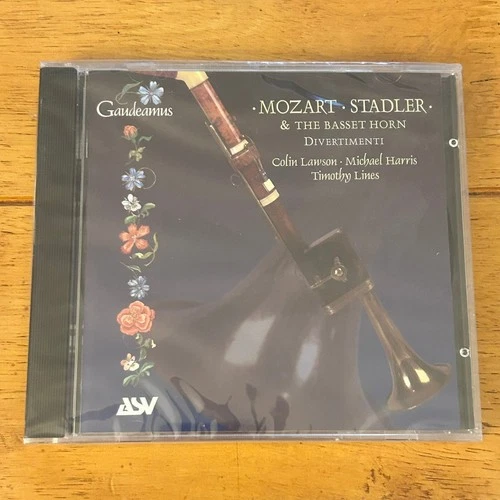 Gaudeamus
· MOZART · STADLER ·
& THE BASSET HORN
DIVERTIMENTI
Colin Lawson · Michael Harris
Timothy Lines
ASV